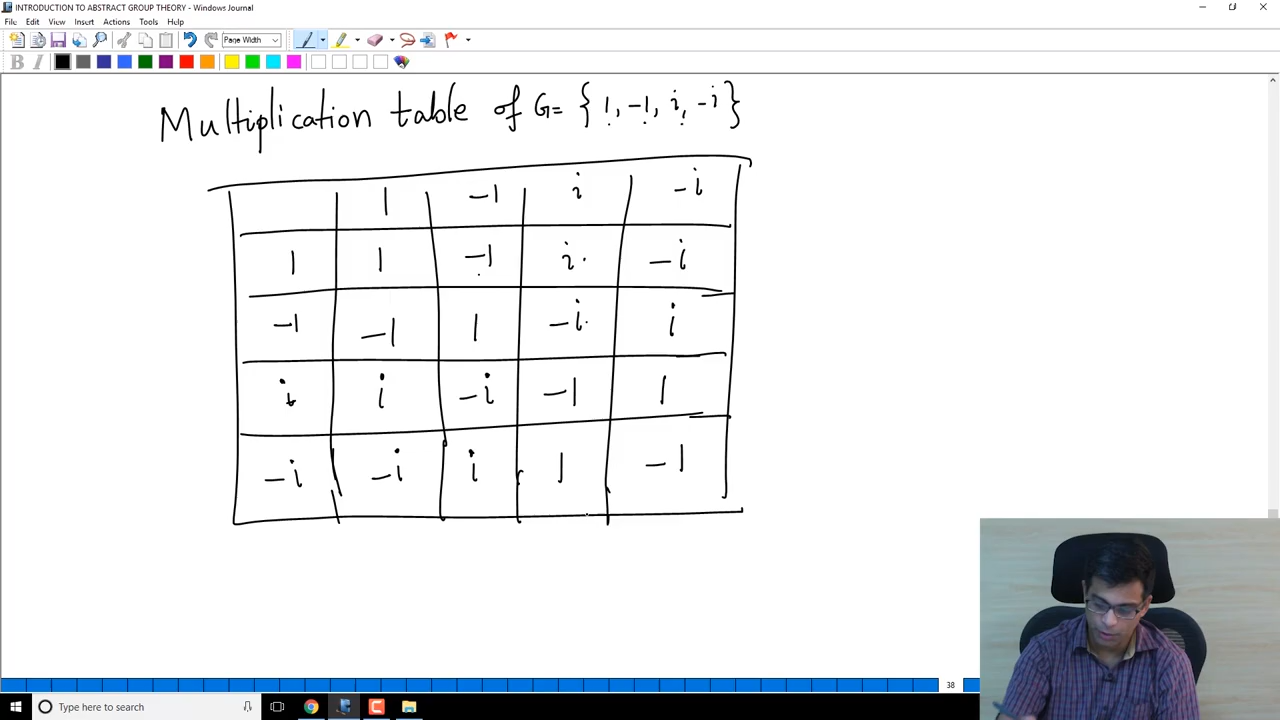 INTRODUCTION TO ABSTRACT GROUP THEORY - Windows Journal
File Edit View Insert Actions Tools Help
Page Width
B I
Multiplication table of G= {1, -1, i, -i}
1 -1 i -i
1 1 -1 i -i
-1 -1 1 -i i
i i -i -1 1
-i -i i 1 -1
38
Type here to search